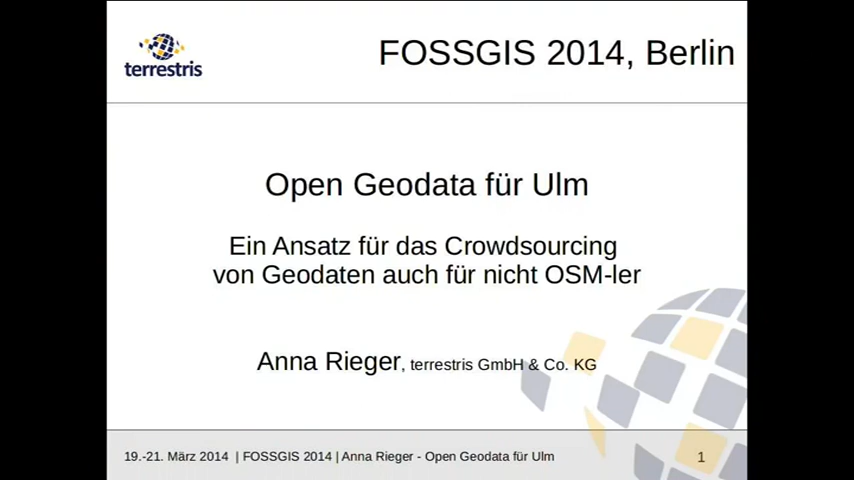 terrestris
FOSSGIS 2014, Berlin
Open Geodata für Ulm
Ein Ansatz für das Crowdsourcing
von Geodaten auch für nicht OSM-ler
Anna Rieger, terrestris GmbH & Co. KG
19.-21. März 2014 | FOSSGIS 2014 | Anna Rieger - Open Geodata für Ulm
1